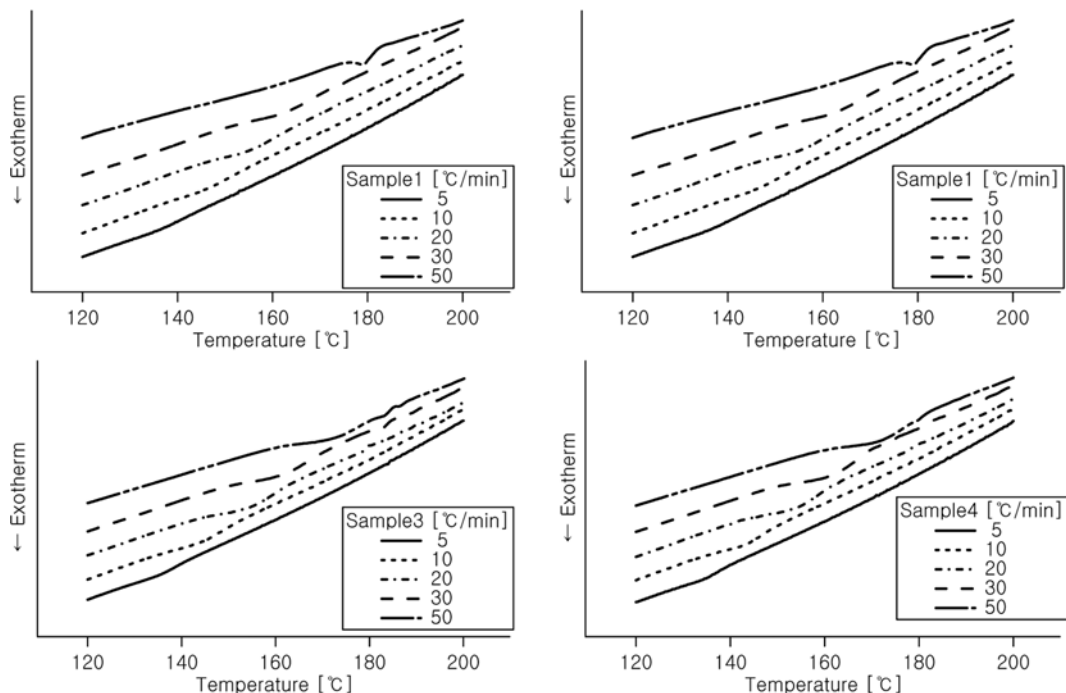 ← Exotherm
Sample1 [℃/min]
5
10
20
30
50
120 140 160 180 200
Temperature [℃]
← Exotherm
Sample1 [℃/min]
5
10
20
30
50
120 140 160 180 200
Temperature [℃]
← Exotherm
Sample3 [℃/min]
5
10
20
30
50
120 140 160 180 200
Temperature [℃]
← Exotherm
Sample4 [℃/min]
5
10
20
30
50
120 140 160 180 200
Temperature [℃]